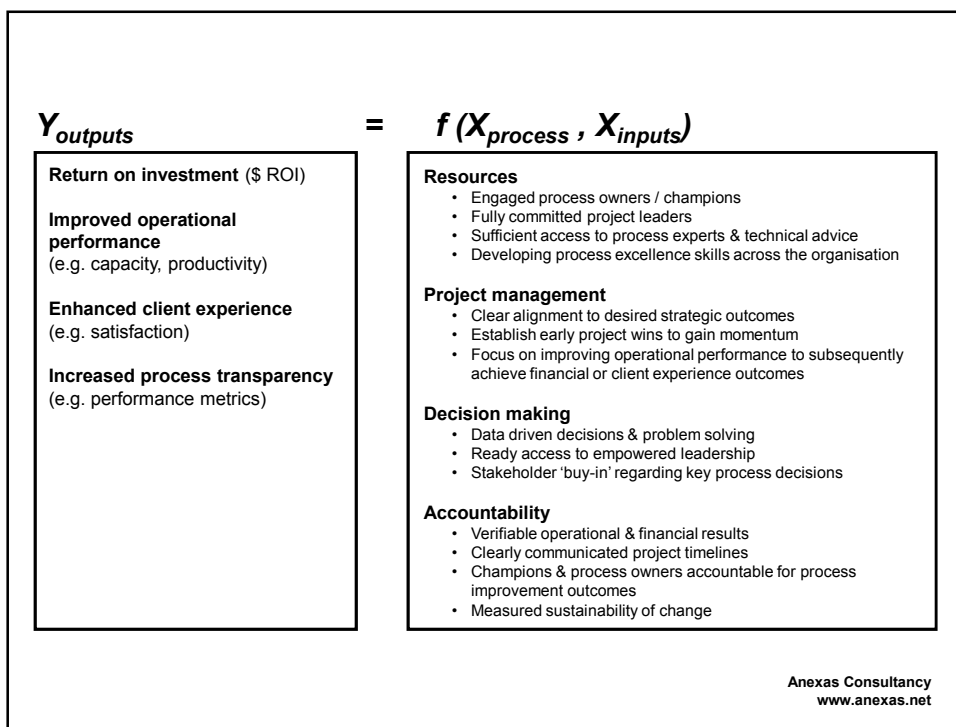 Youtputs = f (Xprocess , Xinputs)
Return on investment ($ ROI)
Improved operational
performance
(e.g. capacity, productivity)
Enhanced client experience
(e.g. satisfaction)
Increased process transparency
(e.g. performance metrics)
Resources
• Engaged process owners / champions
• Fully committed project leaders
• Sufficient access to process experts & technical advice
• Developing process excellence skills across the organisation
Project management
• Clear alignment to desired strategic outcomes
• Establish early project wins to gain momentum
• Focus on improving operational performance to subsequently
achieve financial or client experience outcomes
Decision making
• Data driven decisions & problem solving
• Ready access to empowered leadership
• Stakeholder ‘buy-in’ regarding key process decisions
Accountability
• Verifiable operational & financial results
• Clearly communicated project timelines
• Champions & process owners accountable for process
improvement outcomes
• Measured sustainability of change
Anexas Consultancy
www.anexas.net